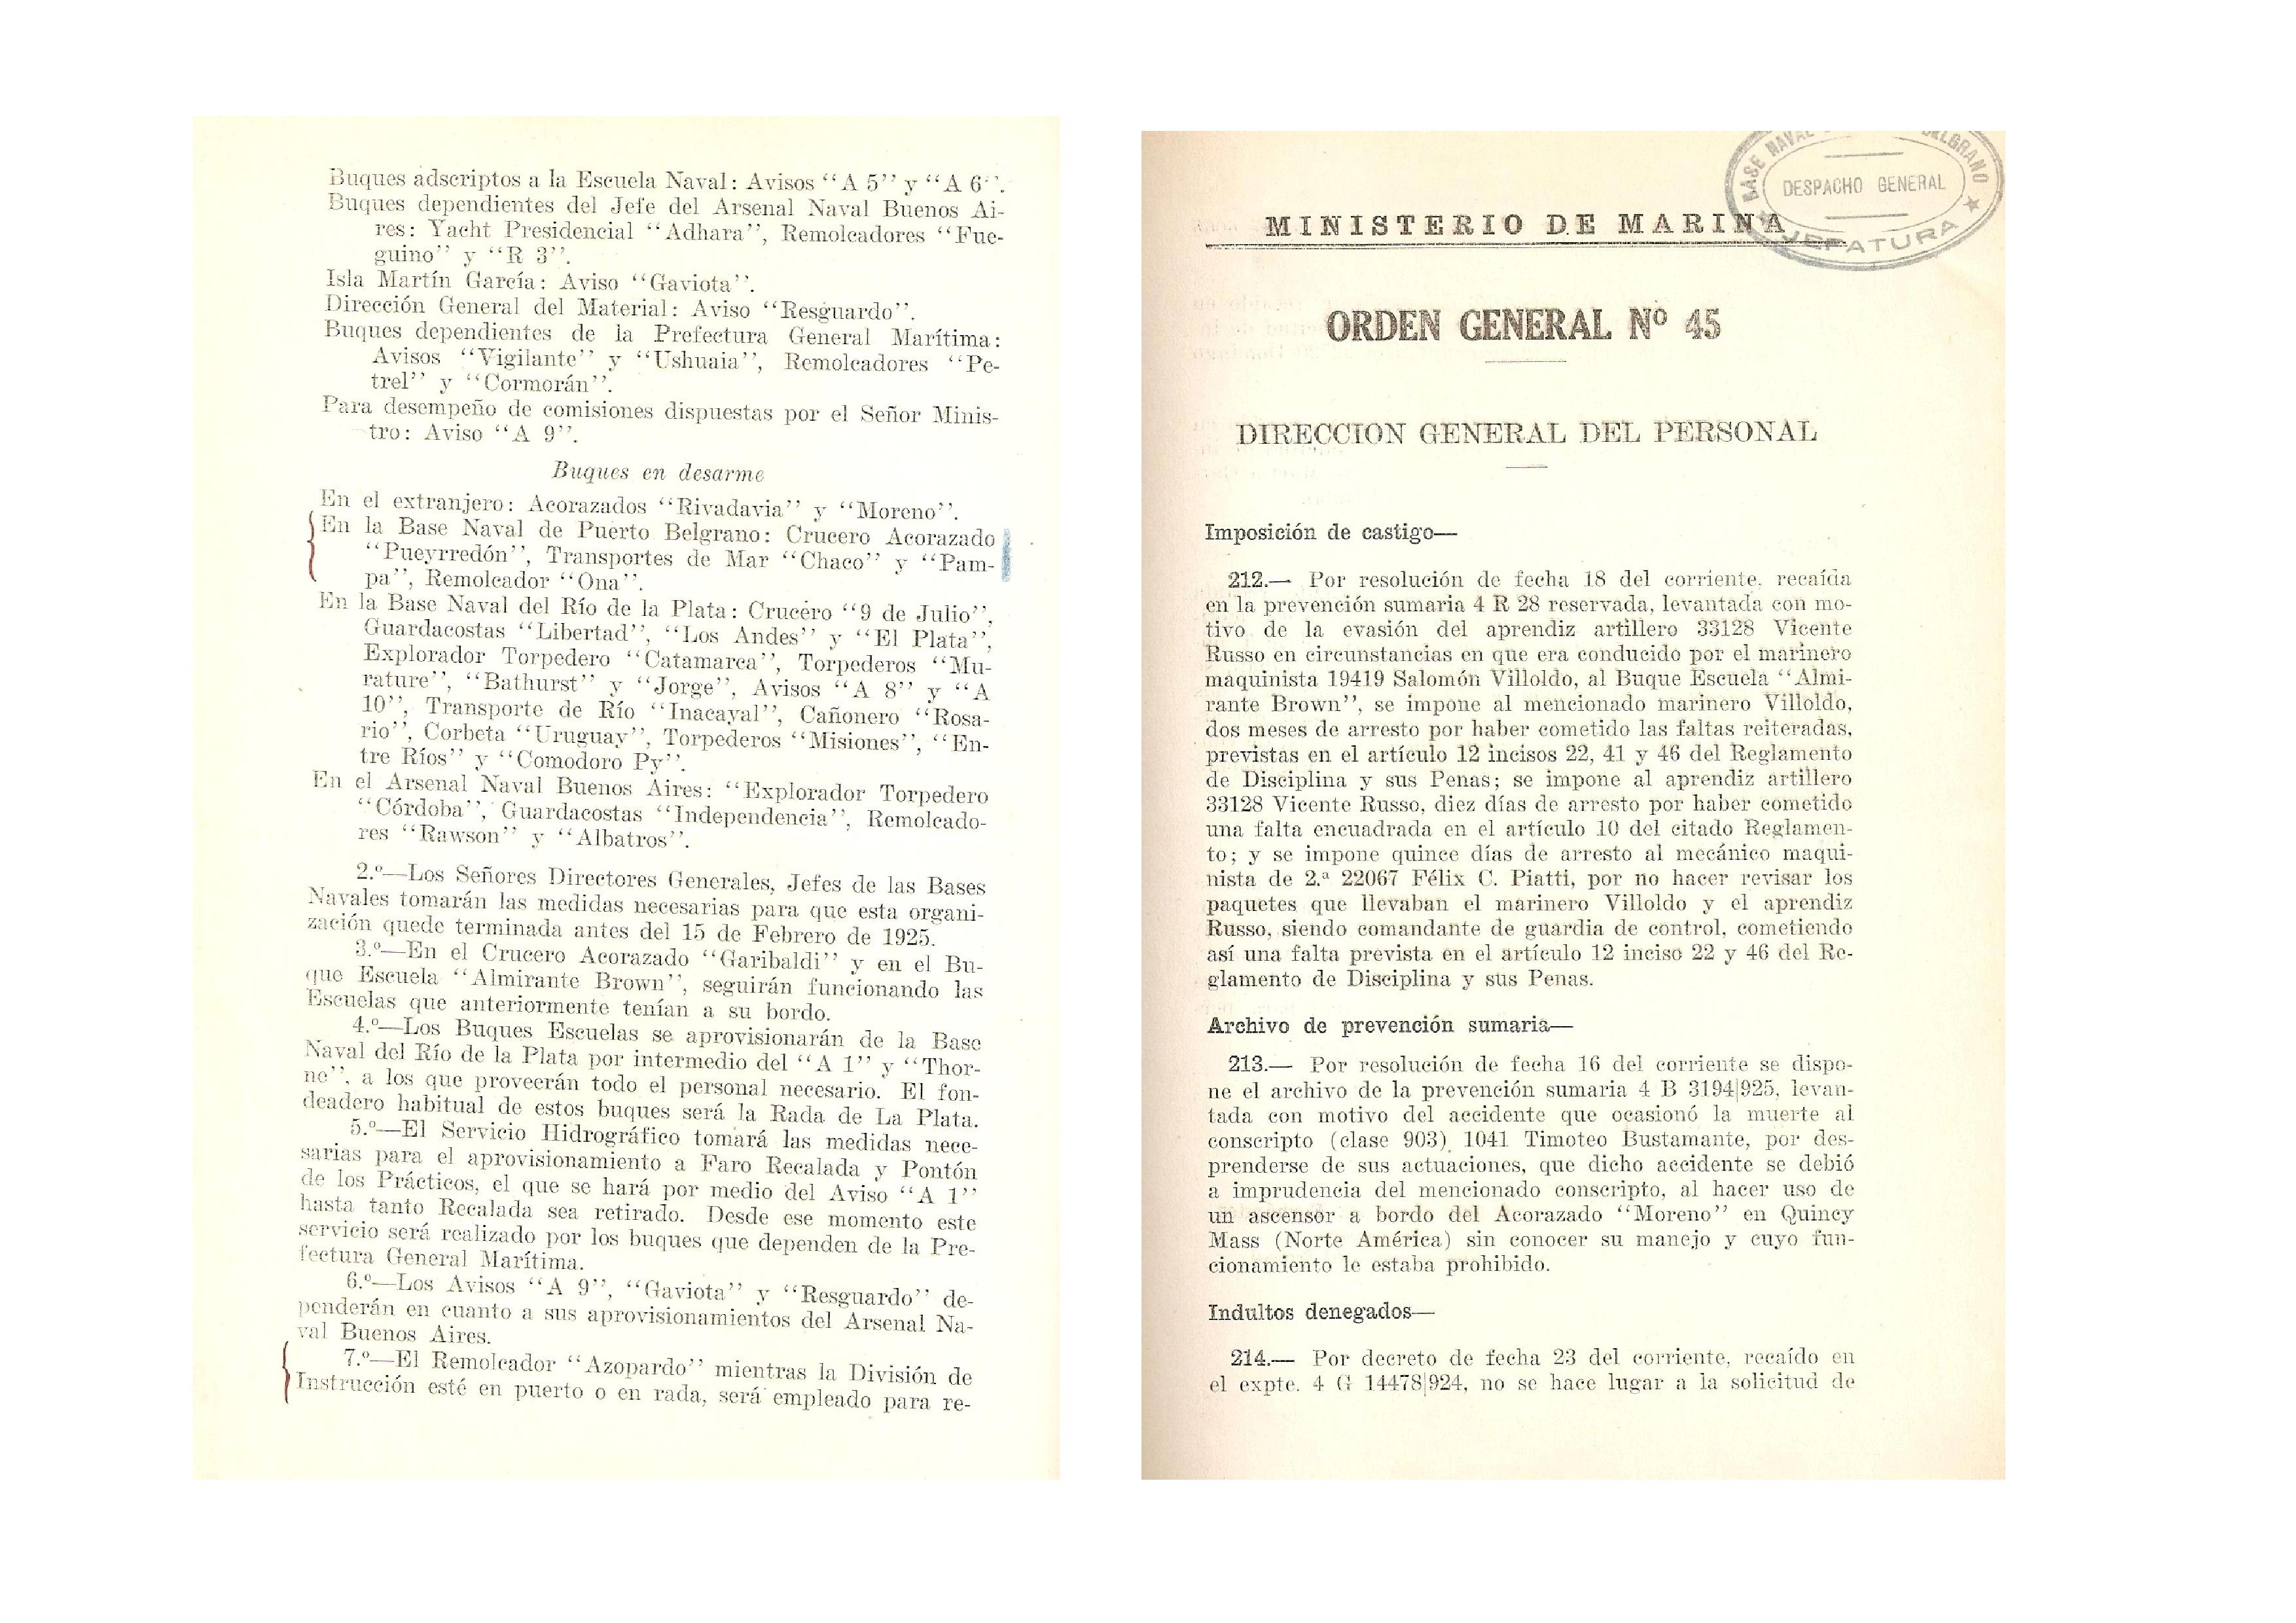 Buques adscriptos a la Escuela Naval: Avisos “A 5” y “A 6”.
Buques dependientes del Jefe del Arsenal Naval Buenos Ai-
res: Yacht Presidencial “Adhara”, Remolcadores “Fue-
guino” y “R 3”.
Isla Martín García: Aviso “Gaviota”.
Dirección General del Material: Aviso “Resguardo”.
Buques dependientes de la Prefectura General Marítima:
Avisos “Vigilante” y “Ushuaia”, Remolcadores “Pe-
trel” y “Cormorán”.
Para desempeño de comisiones dispuestas por el Señor Minis-
tro: Aviso “A 9”.
Buques en desarme
En el extranjero: Acorazados “Rivadavia” y “Moreno”.
En la Base Naval de Puerto Belgrano: Crucero Acorazado
“Pueyrredón”, Transportes de Mar “Chaco” y “Pam-
pa”, Remolcador “Ona”.
En la Base Naval del Río de la Plata: Crucero “9 de Julio”,
Guardacostas “Libertad”, “Los Andes” y “El Plata”,
Explorador Torpedero “Catamarca”, Torpederos “Mu-
rature”, “Bathurst” y “Jorge”, Avisos “A 8” y “A
10”, Transporte de Río “Inacayal”, Cañonero “Rosa-
rio”, Corbeta “Uruguay”, Torpederos “Misiones”, “En-
tre Ríos” y “Comodoro Py”.
En el Arsenal Naval Buenos Aires: “Explorador Torpedero
“Córdoba”, Guardacostas “Independencia”, Remolcado-
res “Rawson” y “Albatros”.
2.º—Los Señores Directores Generales, Jefes de las Bases
Navales tomarán las medidas necesarias para que esta organi-
zación quede terminada antes del 15 de Febrero de 1925.
3.º—En el Crucero Acorazado “Garibaldi” y en el Bu-
que Escuela “Almirante Brown”, seguirán funcionando las
Escuelas que anteriormente tenían a su bordo.
4.º—Los Buques Escuelas se aprovisionarán de la Base
Naval del Río de la Plata por intermedio del “A 1” y “Thor-
ne”, a los que proveerán todo el personal necesario. El fon-
deadero habitual de estos buques será la Rada de La Plata.
5.º—El Servicio Hidrográfico tomará las medidas nece-
sarias para el aprovisionamiento a Faro Recalada y Pontón
de los Prácticos, el que se hará por medio del Aviso “A 1”
hasta tanto Recalada sea retirado. Desde ese momento este
servicio será realizado por los buques que dependen de la Pre-
fectura General Marítima.
6.º—Los Avisos “A 9”, “Gaviota” y “Resguardo” de-
penderán en cuanto a sus aprovisionamientos del Arsenal Na-
val Buenos Aires.
7.º—El Remolcador “Azopardo” mientras la División de
Instrucción esté en puerto o en rada, será empleado para re-
BASE NAVAL BELGRANO
DESPACHO GENERAL
JEFATURA
MINISTERIO DE MARINA
ORDEN GENERAL Nº 45
DIRECCION GENERAL DEL PERSONAL
Imposición de castigo—
212.— Por resolución de fecha 18 del corriente, recaída
en la prevención sumaria 4 R 28 reservada, levantada con mo-
tivo de la evasión del aprendiz artillero 33128 Vicente
Russo en circunstancias en que era conducido por el marinero
maquinista 19419 Salomón Villoldo, al Buque Escuela “Almi-
rante Brown”, se impone al mencionado marinero Villoldo,
dos meses de arresto por haber cometido las faltas reiteradas,
previstas en el artículo 12 incisos 22, 41 y 46 del Reglamento
de Disciplina y sus Penas; se impone al aprendiz artillero
33128 Vicente Russo, diez días de arresto por haber cometido
una falta encuadrada en el artículo 10 del citado Reglamen-
to; y se impone quince días de arresto al mecánico maqui-
nista de 2.ª 22067 Félix C. Piatti, por no hacer revisar los
paquetes que llevaban el marinero Villoldo y el aprendiz
Russo, siendo comandante de guardia de control, cometiendo
así una falta prevista en el artículo 12 inciso 22 y 46 del Re-
glamento de Disciplina y sus Penas.
Archivo de prevención sumaria—
213.— Por resolución de fecha 16 del corriente se dispo-
ne el archivo de la prevención sumaria 4 B 3194|925, levan-
tada con motivo del accidente que ocasionó la muerte al
conscripto (clase 903) 1041 Timoteo Bustamante, por des-
prenderse de sus actuaciones, que dicho accidente se debió
a imprudencia del mencionado conscripto, al hacer uso de
un ascensor a bordo del Acorazado “Moreno” en Quincy
Mass (Norte América) sin conocer su manejo y cuyo fun-
cionamiento le estaba prohibido.
Indultos denegados—
214.— Por decreto de fecha 23 del corriente, recaído en
el expte. 4 G 14478|924, no se hace lugar a la solicitud de